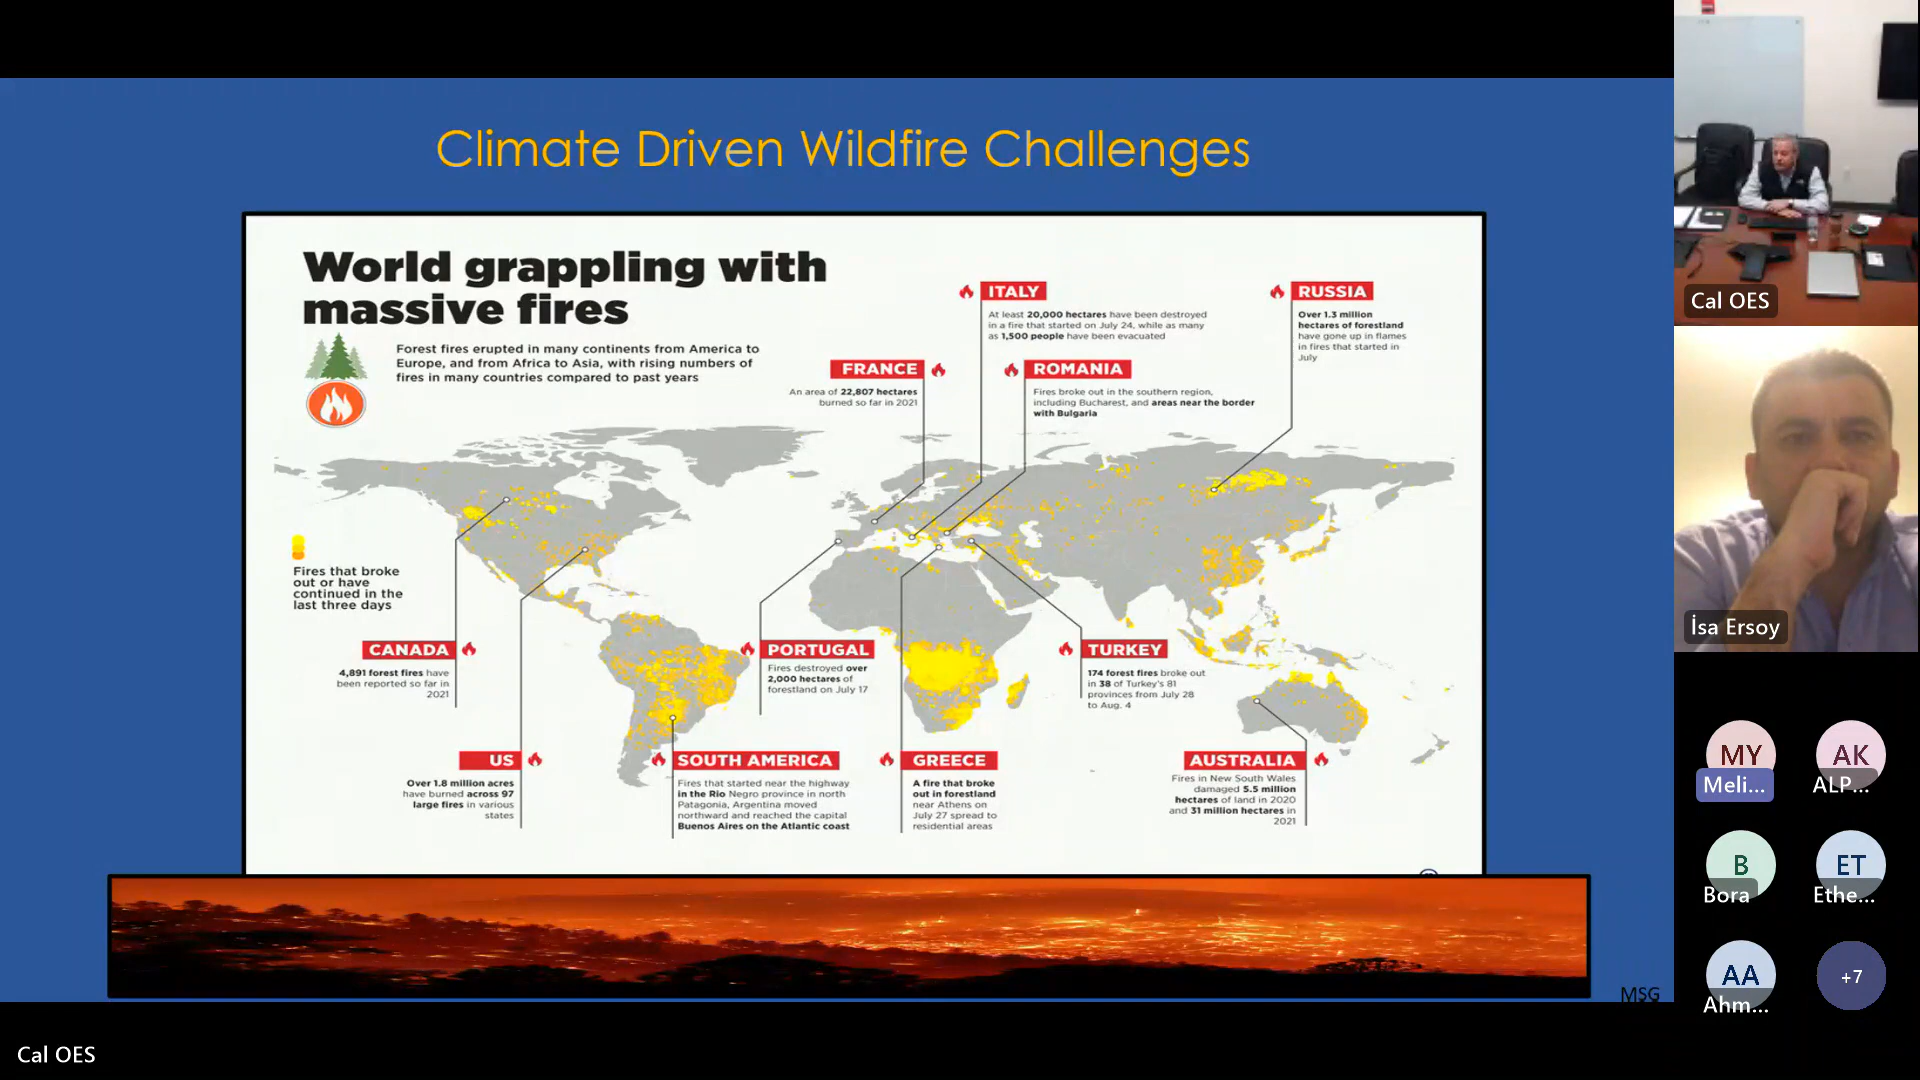 Climate Driven Wildfire Challenges
World grappling with
massive fires
Forest fires erupted in many continents from America to
Europe, and from Africa to Asia, with rising numbers of
fires in many countries compared to past years
ITALY
At least 20,000 hectares have been destroyed
in a fire that started on July 24, while as many
as 1,500 people have been evacuated
RUSSIA
Over 1.3 million
hectares of forestland
have gone up in flames
in fires that started in
July
FRANCE
An area of 22,807 hectares
burned so far in 2021
ROMANIA
Fires broke out in the southern region,
including Bucharest, and areas near the border
with Bulgaria
Fires that broke
out or have
continued in the
last three days
CANADA
4,891 forest fires have
been reported so far in
2021
PORTUGAL
Fires destroyed over
2,000 hectares of
forestland on July 17
TURKEY
174 forest fires broke out
in 38 of Turkey's 81
provinces from July 28
to Aug. 4
US
Over 1.8 million acres
have burned across 97
large fires in various
states
SOUTH AMERICA
Fires that started near the highway
in the Rio Negro province in north
Patagonia, Argentina moved
northward and reached the capital
Buenos Aires on the Atlantic coast
GREECE
A fire that broke
out in forestland
near Athens on
July 27 spread to
residential areas
AUSTRALIA
Fires in New South Wales
damaged 5.5 million
hectares of land in 2020
and 31 million hectares in
2021
MSG
Cal OES
Cal OES
İsa Ersoy
MY
Meli...
AK
ALP...
B
Bora
ET
Ethe...
AA
Ahm...
+7